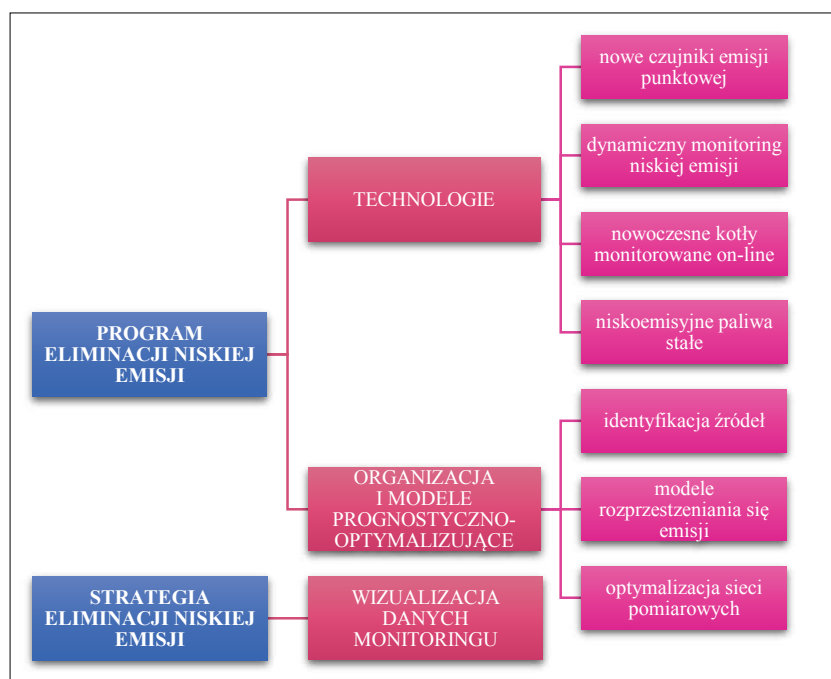 PROGRAM
ELIMINACJI NISKIEJ
EMISJI
TECHNOLOGIE
nowe czujniki emisji
punktowej
dynamiczny monitoring
niskiej emisji
nowoczesne kotły
monitorowane on-line
niskoemisyjne paliwa
stałe
ORGANIZACJA
I MODELE
PROGNOSTYCZNO-
OPTYMALIZUJĄCE
identyfikacja źródeł
modele
rozprzestzeniania się
emisji
optymalizacja sieci
pomiarowych
STRATEGIA
ELIMINACJI NISKIEJ
EMISJI
WIZUALIZACJA
DANYCH
MONITORINGU